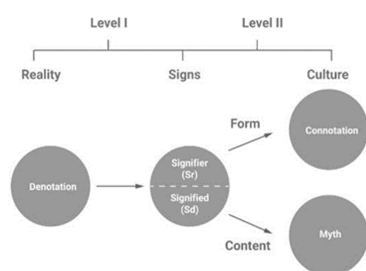 Level I
Level II
Reality
Signs
Culture
Form
Connotation
Denotation
Signifier
(Sr)
Signified
(Sd)
Content
Myth